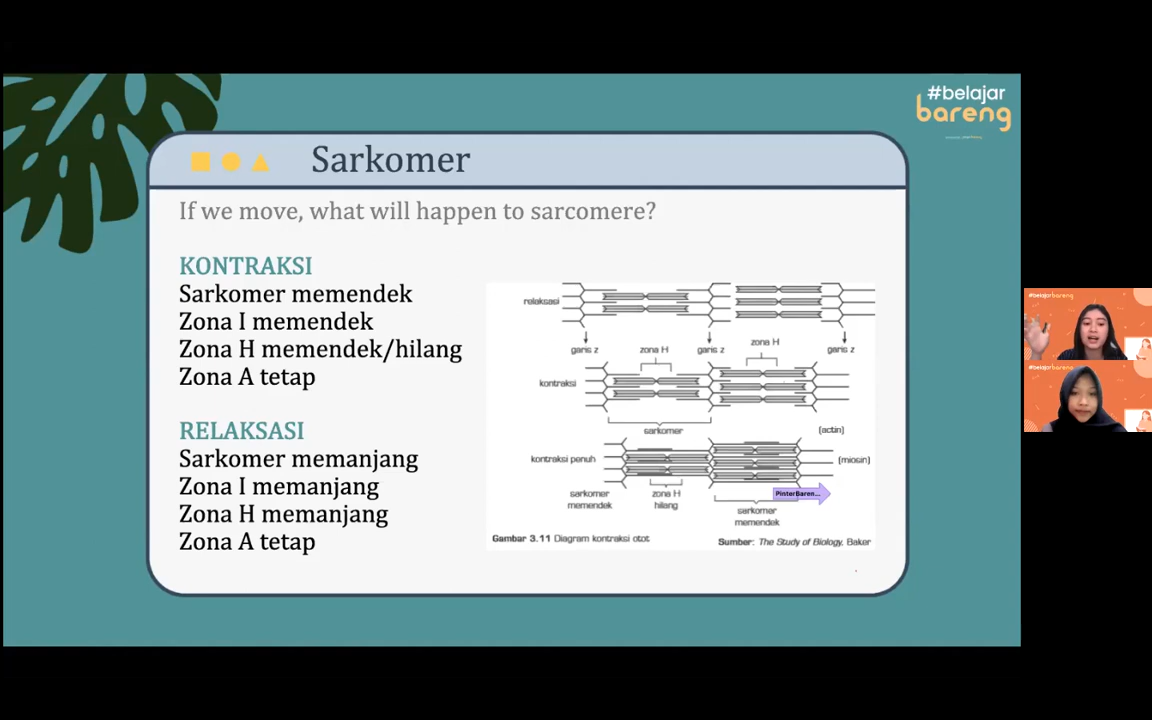 #belajar
bareng
Sarkomer
If we move, what will happen to sarcomere?
KONTRAKSI
Sarkomer memendek
Zona I memendek
Zona H memendek/hilang
Zona A tetap
RELAKSASI
Sarkomer memanjang
Zona I memanjang
Zona H memanjang
Zona A tetap
relaksasi
garis z
zona H
garis z
zona H
garis z
kontraksi
sarkomer
(actin)
kontraksi penuh
(miosin)
sarkomer
memendek
zona H
hilang
PinterBaren...
sarkomer
memendek
Gambar 3.11 Diagram kontraksi otot
Sumber: The Study of Biology, Baker
#belajarbareng
#belajarbareng